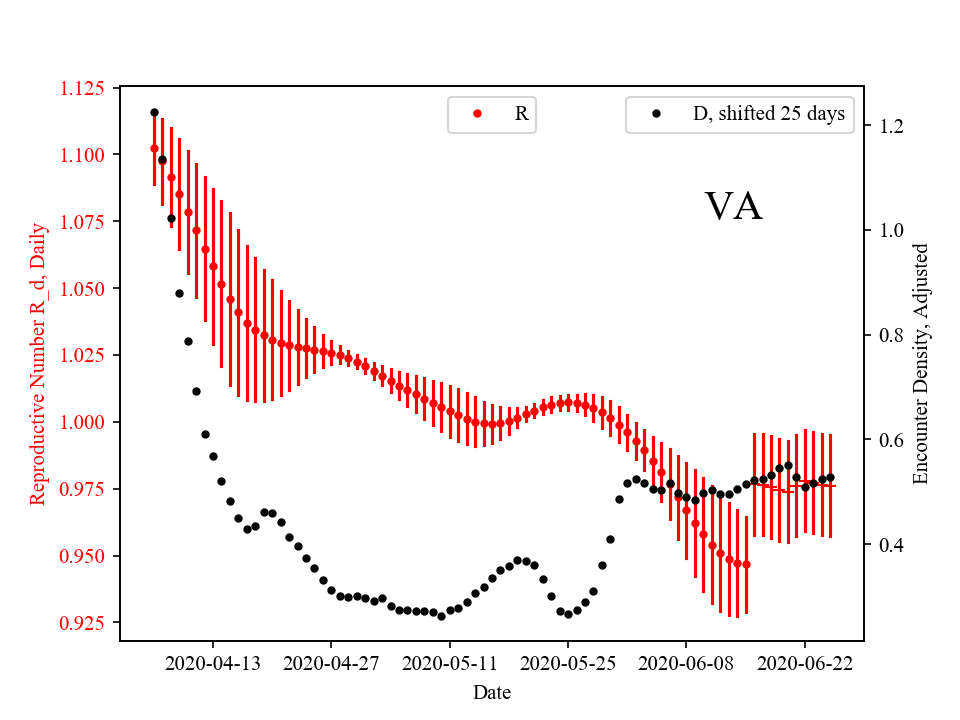 R
D, shifted 25 days
VA
Reproductive Number R_d, Daily
1.125
1.100
1.075
1.050
1.025
1.000
0.975
0.950
0.925
1.2
1.0
0.8
0.6
0.4
Encounter Density, Adjusted
2020-04-13 2020-04-27 2020-05-11 2020-05-25 2020-06-08 2020-06-22
Date